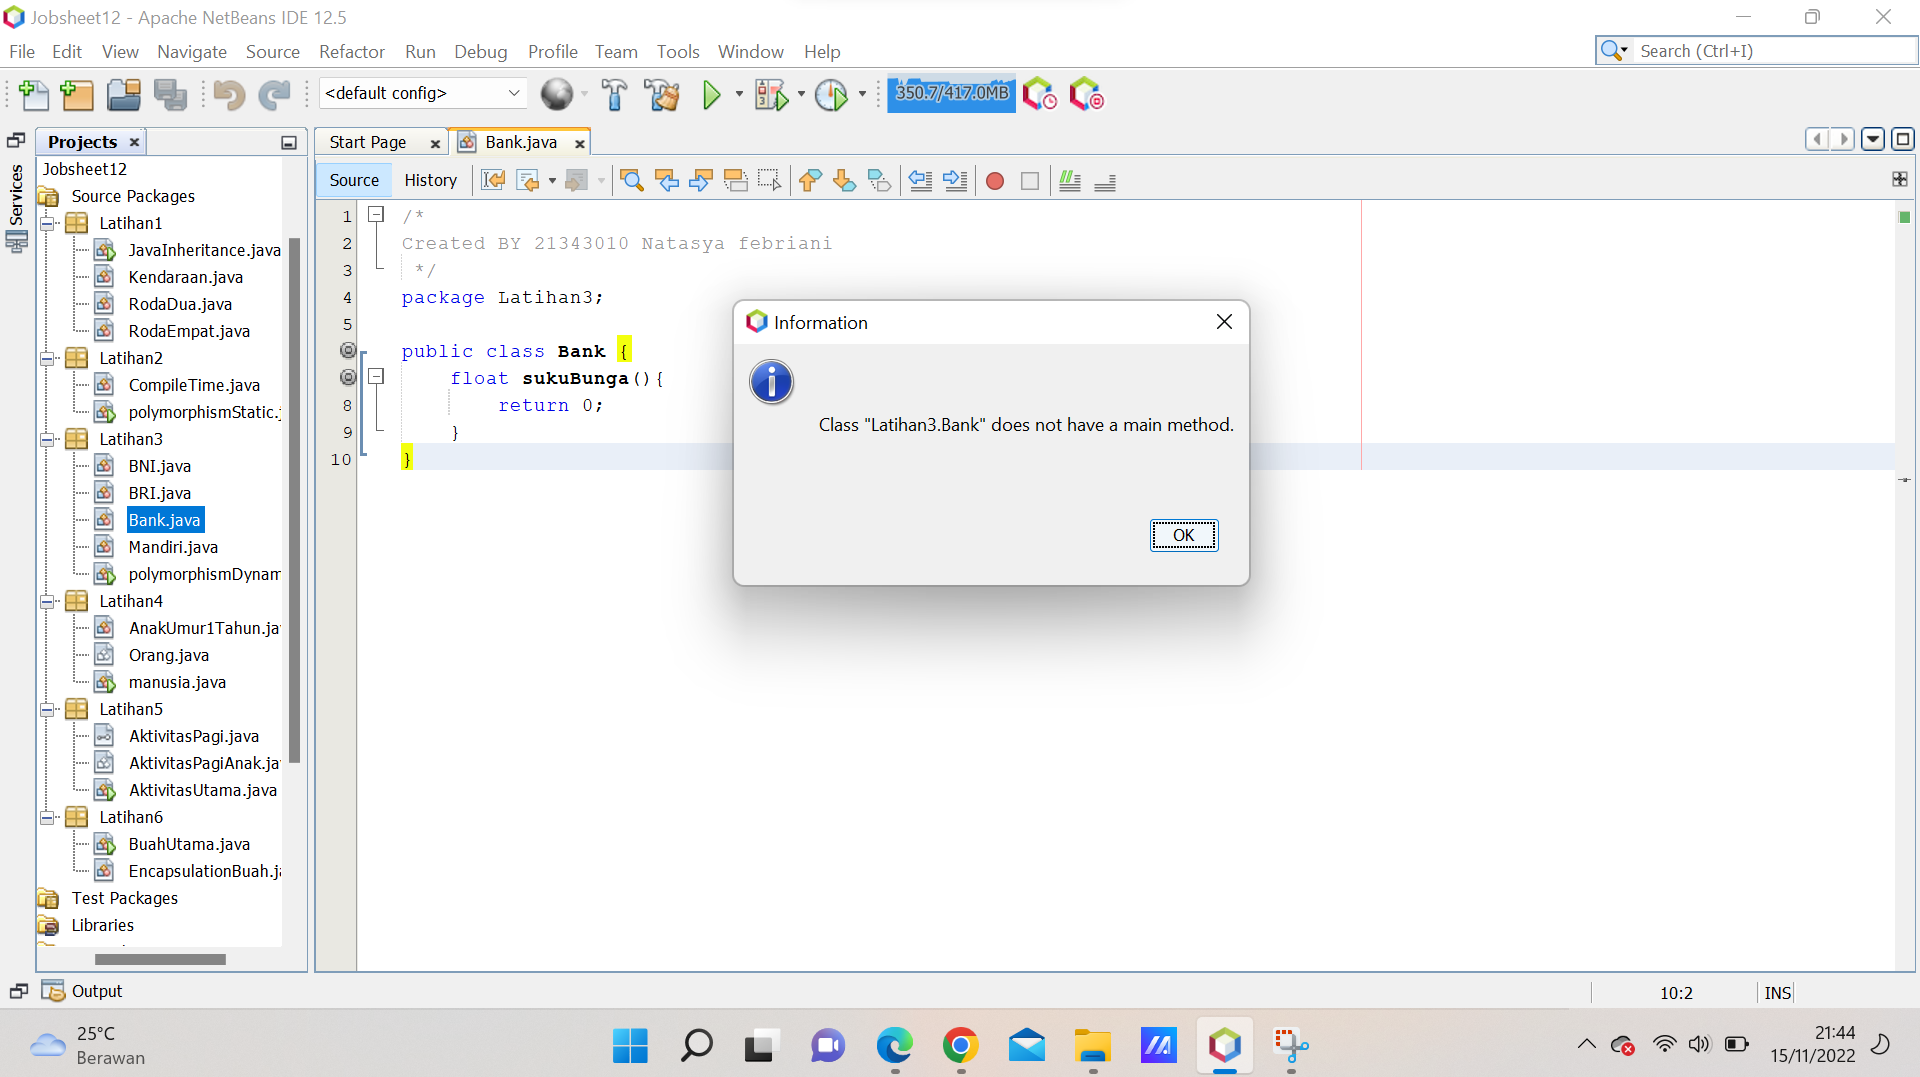 Jobsheet12 - Apache NetBeans IDE 12.5
File Edit View Navigate Source Refactor Run Debug Profile Team Tools Window Help
Search (Ctrl+I)
<default config>
350.7/417.0MB
Services
Projects
Start Page
Bank.java
Source
History
Jobsheet12
Source Packages
Latihan1
JavaInheritance.java
Kendaraan.java
RodaDua.java
RodaEmpat.java
Latihan2
CompileTime.java
polymorphismStatic.j
Latihan3
BNI.java
BRI.java
Bank.java
Mandiri.java
polymorphismDynam
Latihan4
AnakUmur1Tahun.ja
Orang.java
manusia.java
Latihan5
AktivitasPagi.java
AktivitasPagiAnak.ja
AktivitasUtama.java
Latihan6
BuahUtama.java
EncapsulationBuah.j
Test Packages
Libraries
1 /*
2 Created BY 21343010 Natasya febriani
3 */
4 package Latihan3;
5
public class Bank {
float sukuBunga(){
8 return 0;
9 }
10 }
Information
Class "Latihan3.Bank" does not have a main method.
OK
Output
10:2
INS
25°C
Berawan
21:44
15/11/2022